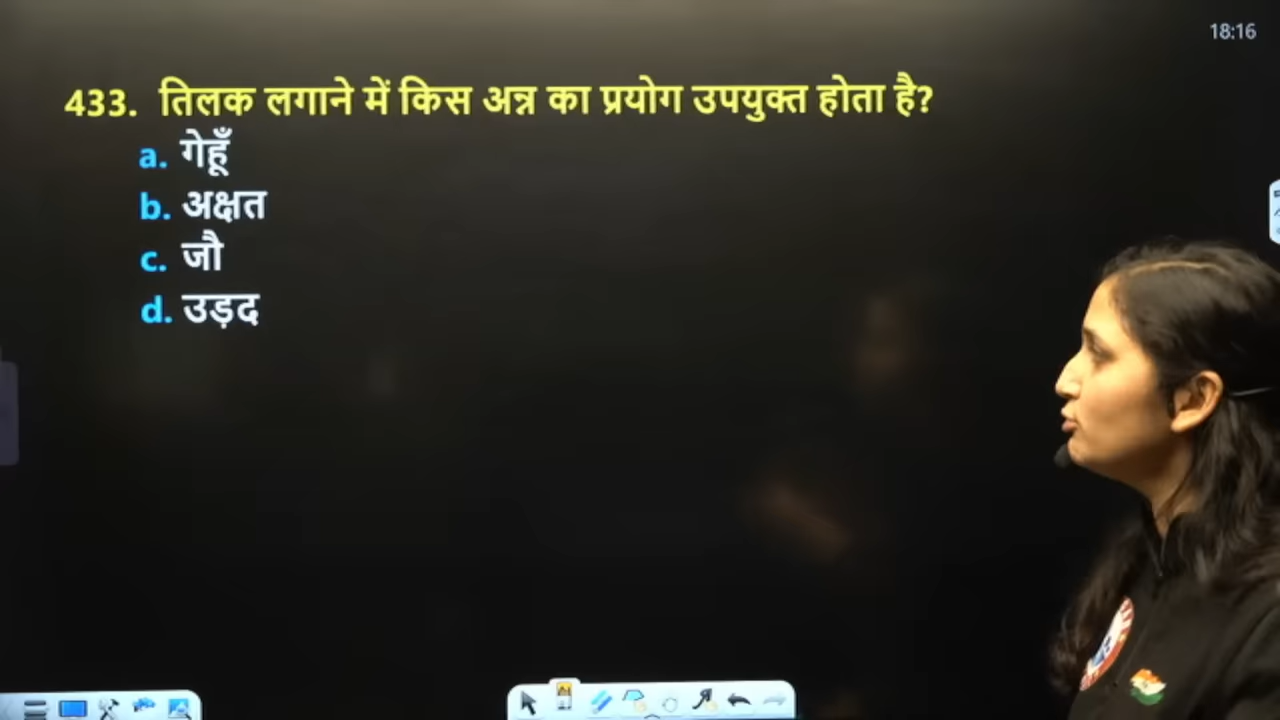 18:16
433. तिलक लगाने में किस अन्न का प्रयोग उपयुक्त होता है?
a. गेहूँ
b. अक्षत
c. जौ
d. उड़द